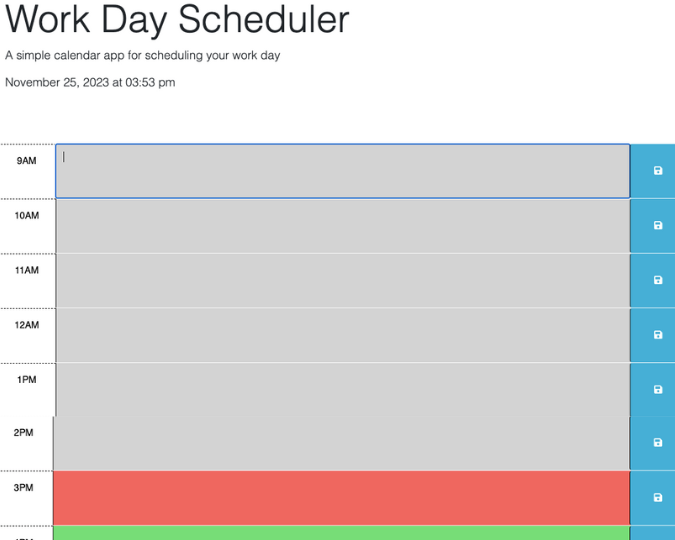 Work Day Scheduler
A simple calendar app for scheduling your work day
November 25, 2023 at 03:53 pm
9AM
10AM
11AM
12AM
1PM
2PM
3PM